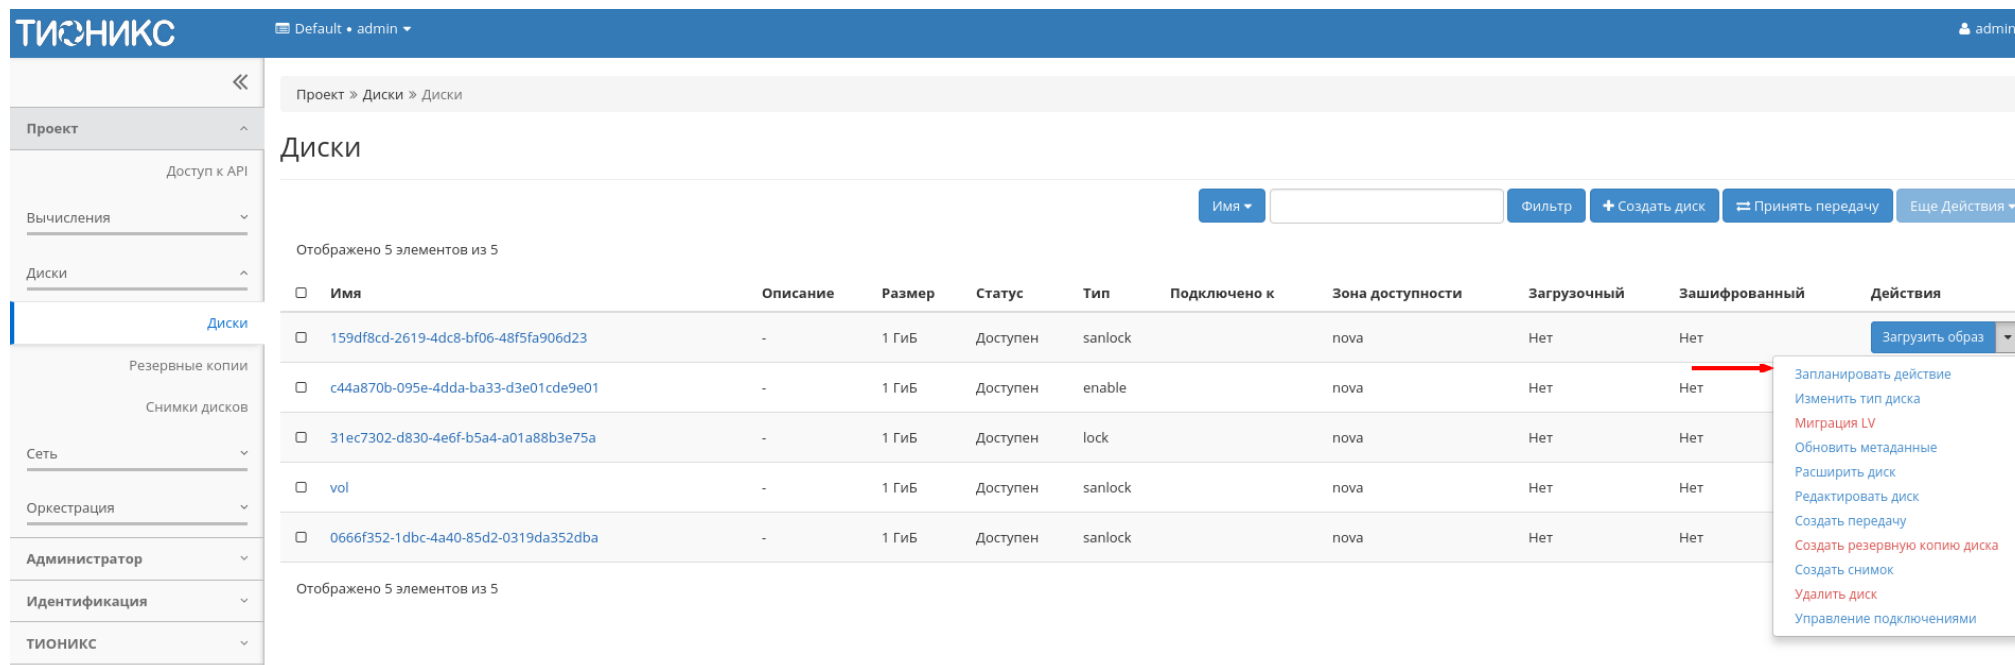 ТИОНИКС
Default • admin
admin
Проект » Диски » Диски
Проект
Доступ к API
Вычисления
Диски
Диски
Резервные копии
Снимки дисков
Сеть
Оркестрация
Администратор
Идентификация
ТИОНИКС
Диски
Имя Фильтр + Создать диск Принять передачу Еще Действия
Отображено 5 элементов из 5
Имя Описание Размер Статус Тип Подключено к Зона доступности Загрузочный Зашифрованный Действия
159df8cd-2619-4dc8-bf06-48f5fa906d23 - 1 ГиБ Доступен sanlock nova Нет Нет Загрузить образ
c44a870b-095e-4dda-ba33-d3e01cde9e01 - 1 ГиБ Доступен enable nova Нет Нет
31ec7302-d830-4e6f-b5a4-a01a88b3e75a - 1 ГиБ Доступен lock nova Нет Нет
vol - 1 ГиБ Доступен sanlock nova Нет Нет
0666f352-1dbc-4a40-85d2-0319da352dba - 1 ГиБ Доступен sanlock nova Нет Нет
Отображено 5 элементов из 5
Запланировать действие
Изменить тип диска
Миграция LV
Обновить метаданные
Расширить диск
Редактировать диск
Создать передачу
Создать резервную копию диска
Создать снимок
Удалить диск
Управление подключениями